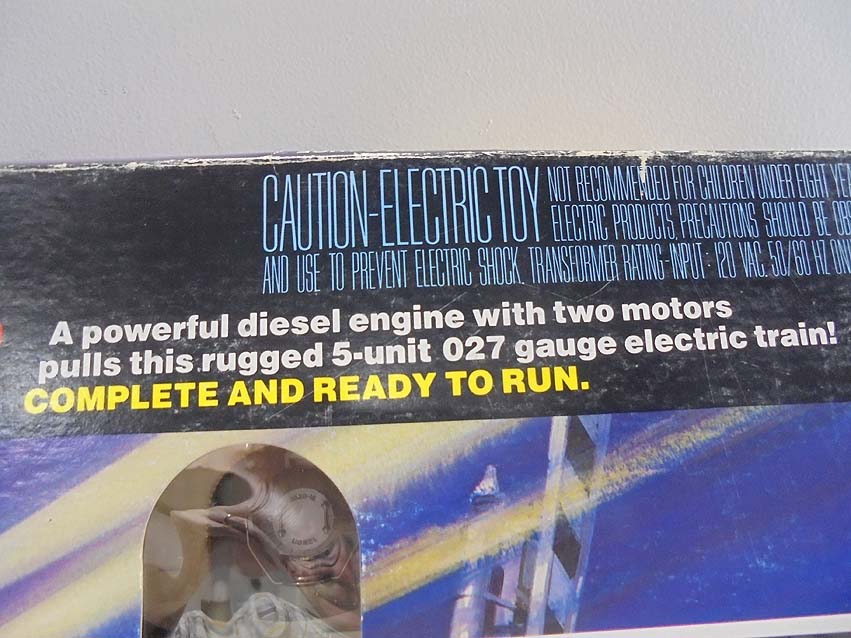 CAUTION-ELECTRIC TOY NOT RECOMMENDED FOR CHILDREN UNDER EIGHT
ELECTRIC PRODUCTS, PRECAUTIONS SHOULD BE
AND USE TO PREVENT ELECTRIC SHOCK. TRANSFORMER RATING-INPUT: 120 VAC. 50/60 HZ
A powerful diesel engine with two motors
pulls this rugged 5-unit 027 gauge electric train!
COMPLETE AND READY TO RUN.
LIONEL